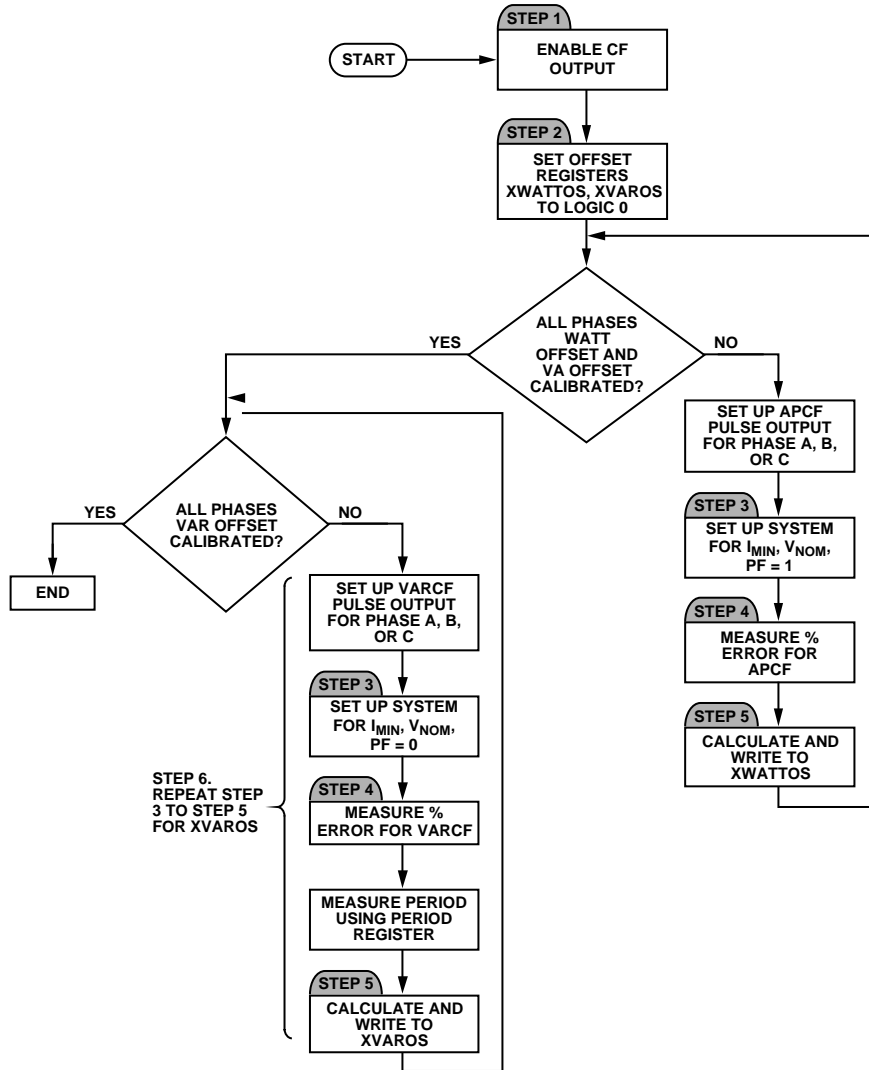 STEP 1
START
ENABLE CF
OUTPUT
STEP 2
SET OFFSET
REGISTERS
XWATTOS, XVAROS
TO LOGIC 0
ALL PHASES
WATT
OFFSET AND
VA OFFSET
CALIBRATED?
YES
NO
SET UP APCF
PULSE OUTPUT
FOR PHASE A, B,
OR C
STEP 3
SET UP SYSTEM
FOR IMIN, VNOM,
PF = 1
STEP 4
MEASURE %
ERROR FOR
APCF
STEP 5
CALCULATE AND
WRITE TO
XWATTOS
ALL PHASES
VAR OFFSET
CALIBRATED?
YES
NO
END
SET UP VARCF
PULSE OUTPUT
FOR PHASE A, B,
OR C
STEP 3
SET UP SYSTEM
FOR IMIN, VNOM,
PF = 0
STEP 4
MEASURE %
ERROR FOR VARCF
MEASURE PERIOD
USING PERIOD
REGISTER
STEP 5
CALCULATE AND
WRITE TO
XVAROS
STEP 6.
REPEAT STEP
3 TO STEP 5
FOR XVAROS